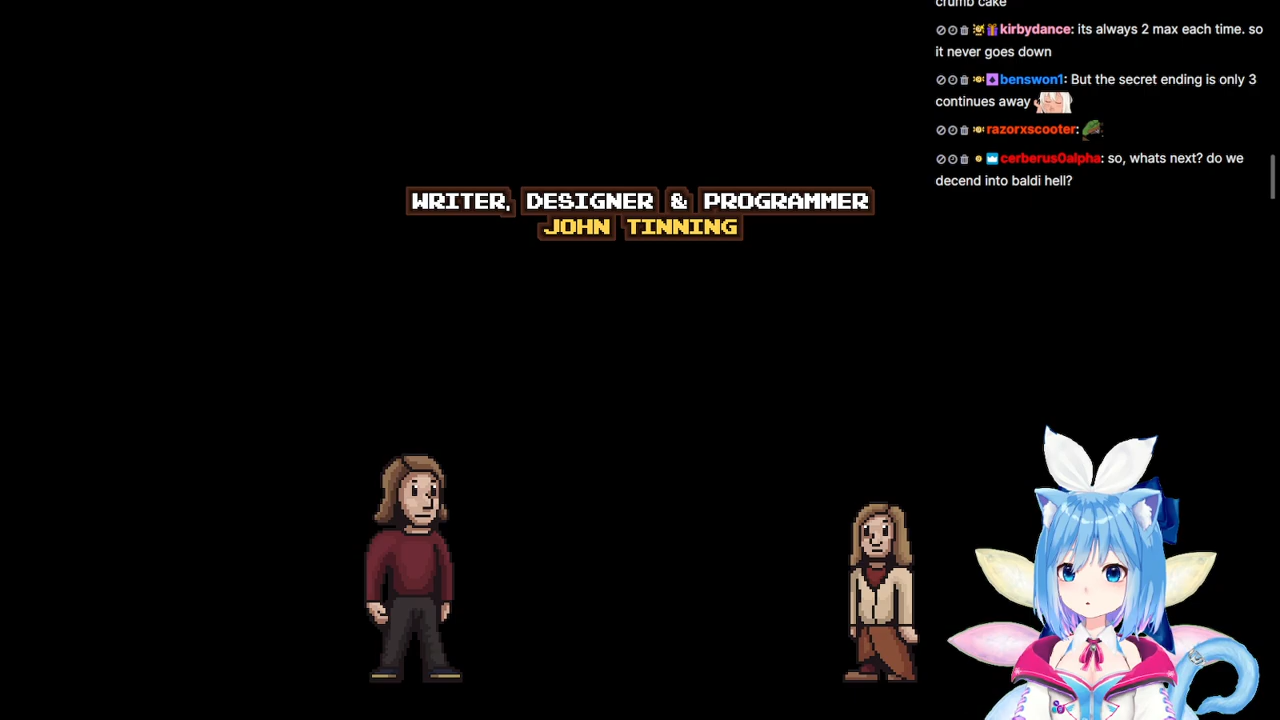 crumb cake
kirbydance: its always 2 max each time. so
it never goes down
benswon1: But the secret ending is only 3
continues away
razorxscooter:
cerberus0alpha: so, whats next? do we
decend into baldi hell?
WRITER, DESIGNER & PROGRAMMER
JOHN TINNING